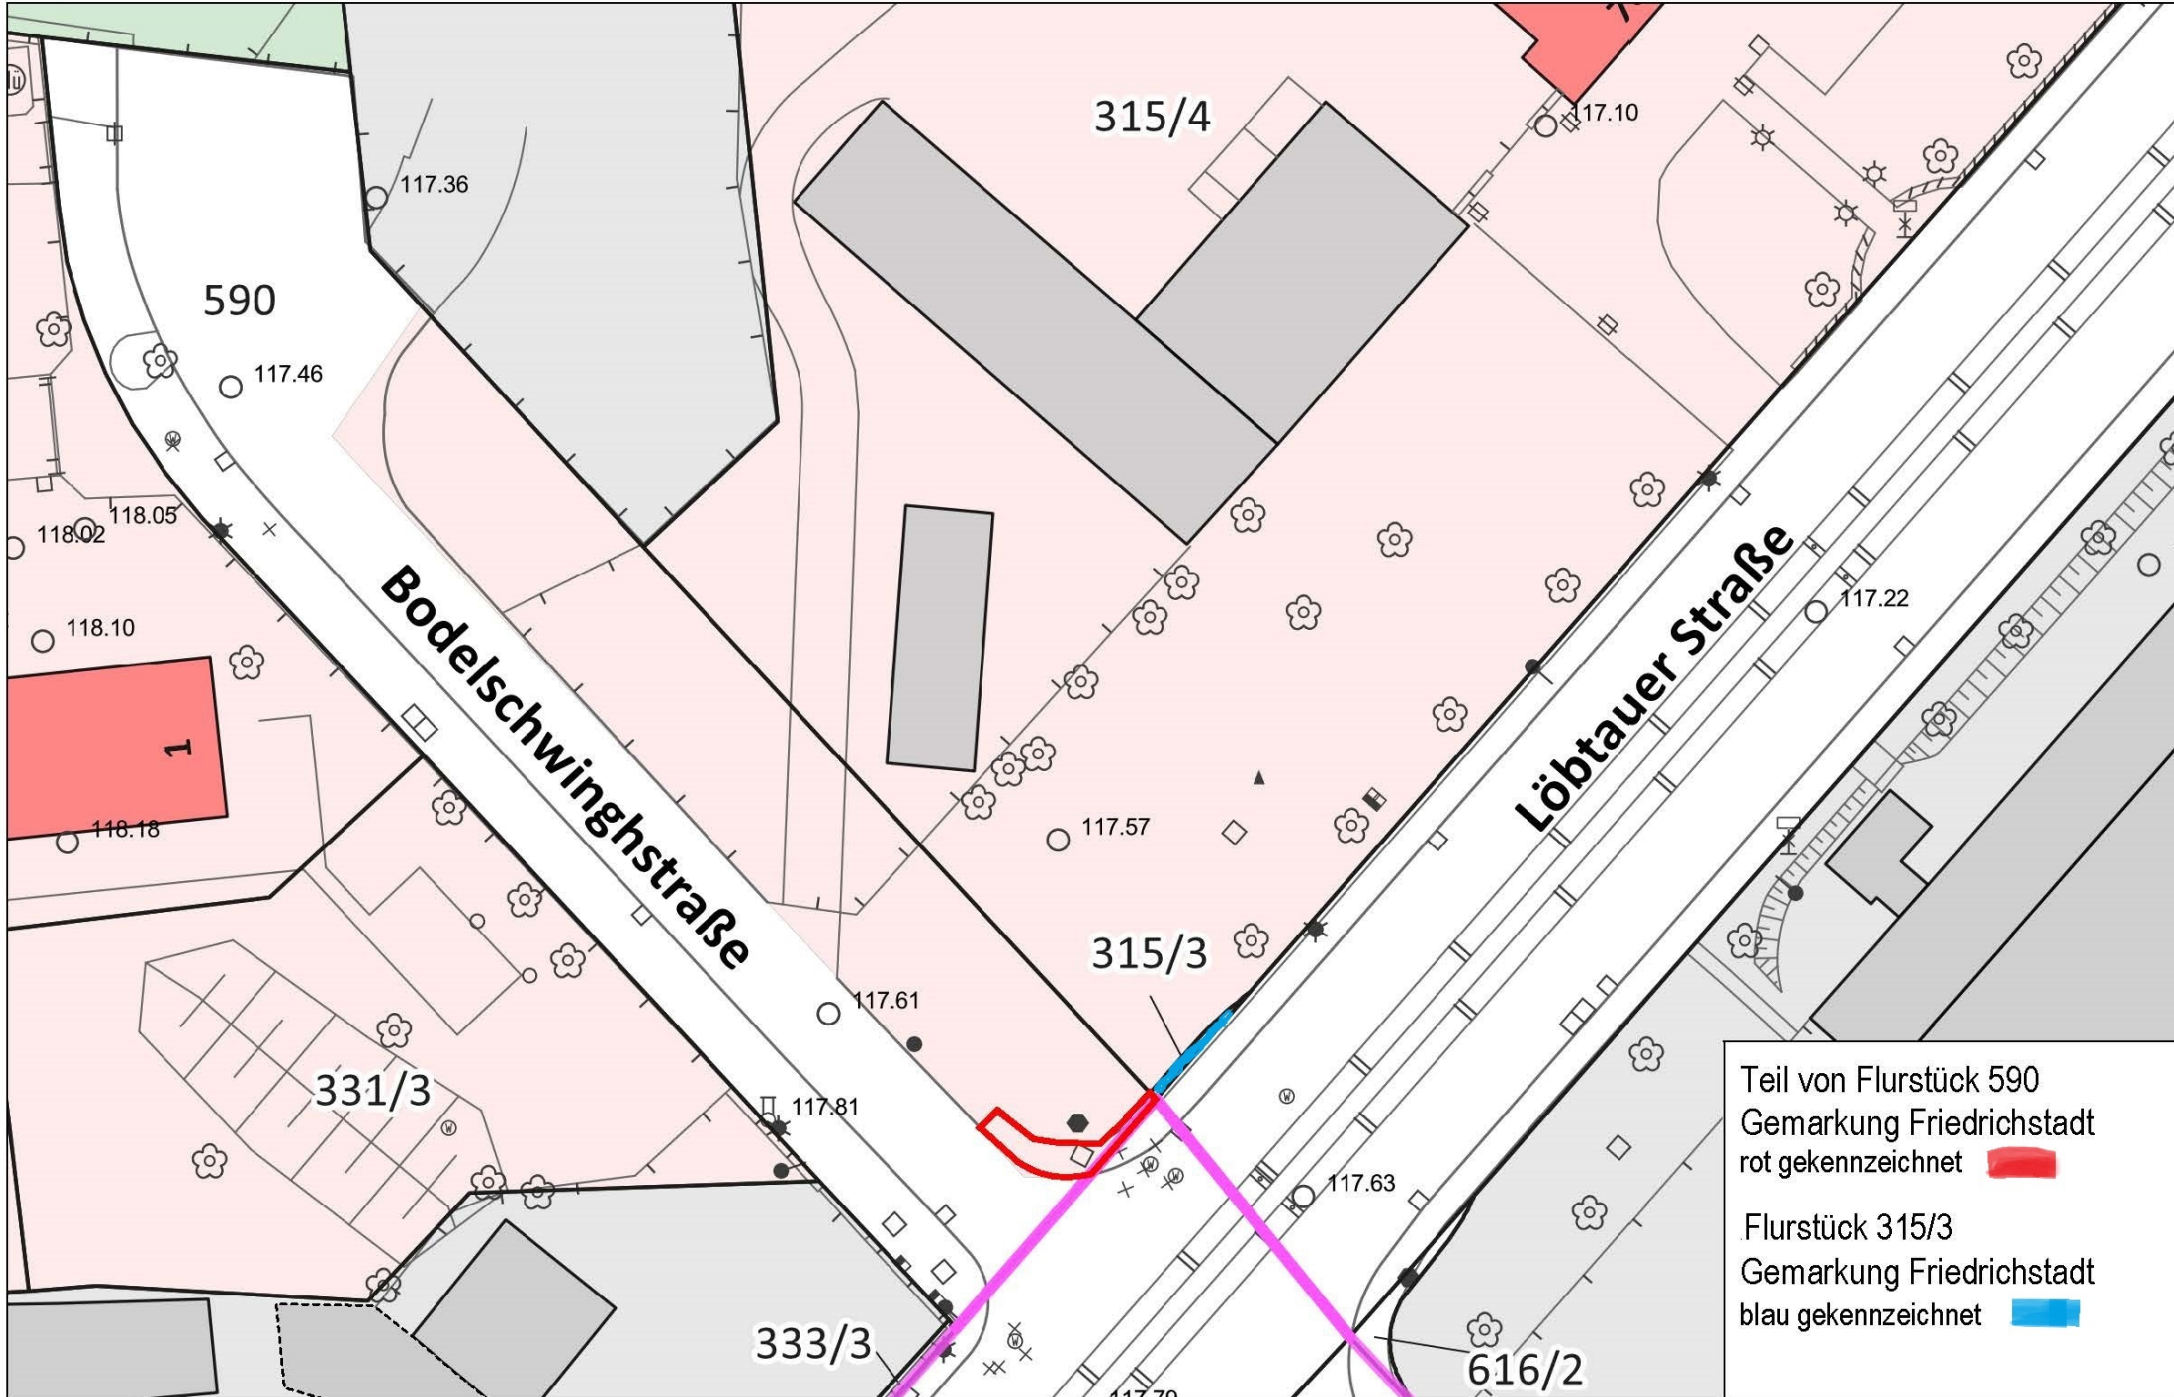 315/4
117.10
117.36
590
117.46
118.05
118.02
118.10
1
118.18
Bodelschwinghstraße
Löbtauer Straße
117.22
117.57
315/3
117.61
331/3
117.81
117.63
333/3
616/2
Teil von Flurstück 590
Gemarkung Friedrichstadt
rot gekennzeichnet
Flurstück 315/3
Gemarkung Friedrichstadt
blau gekennzeichnet